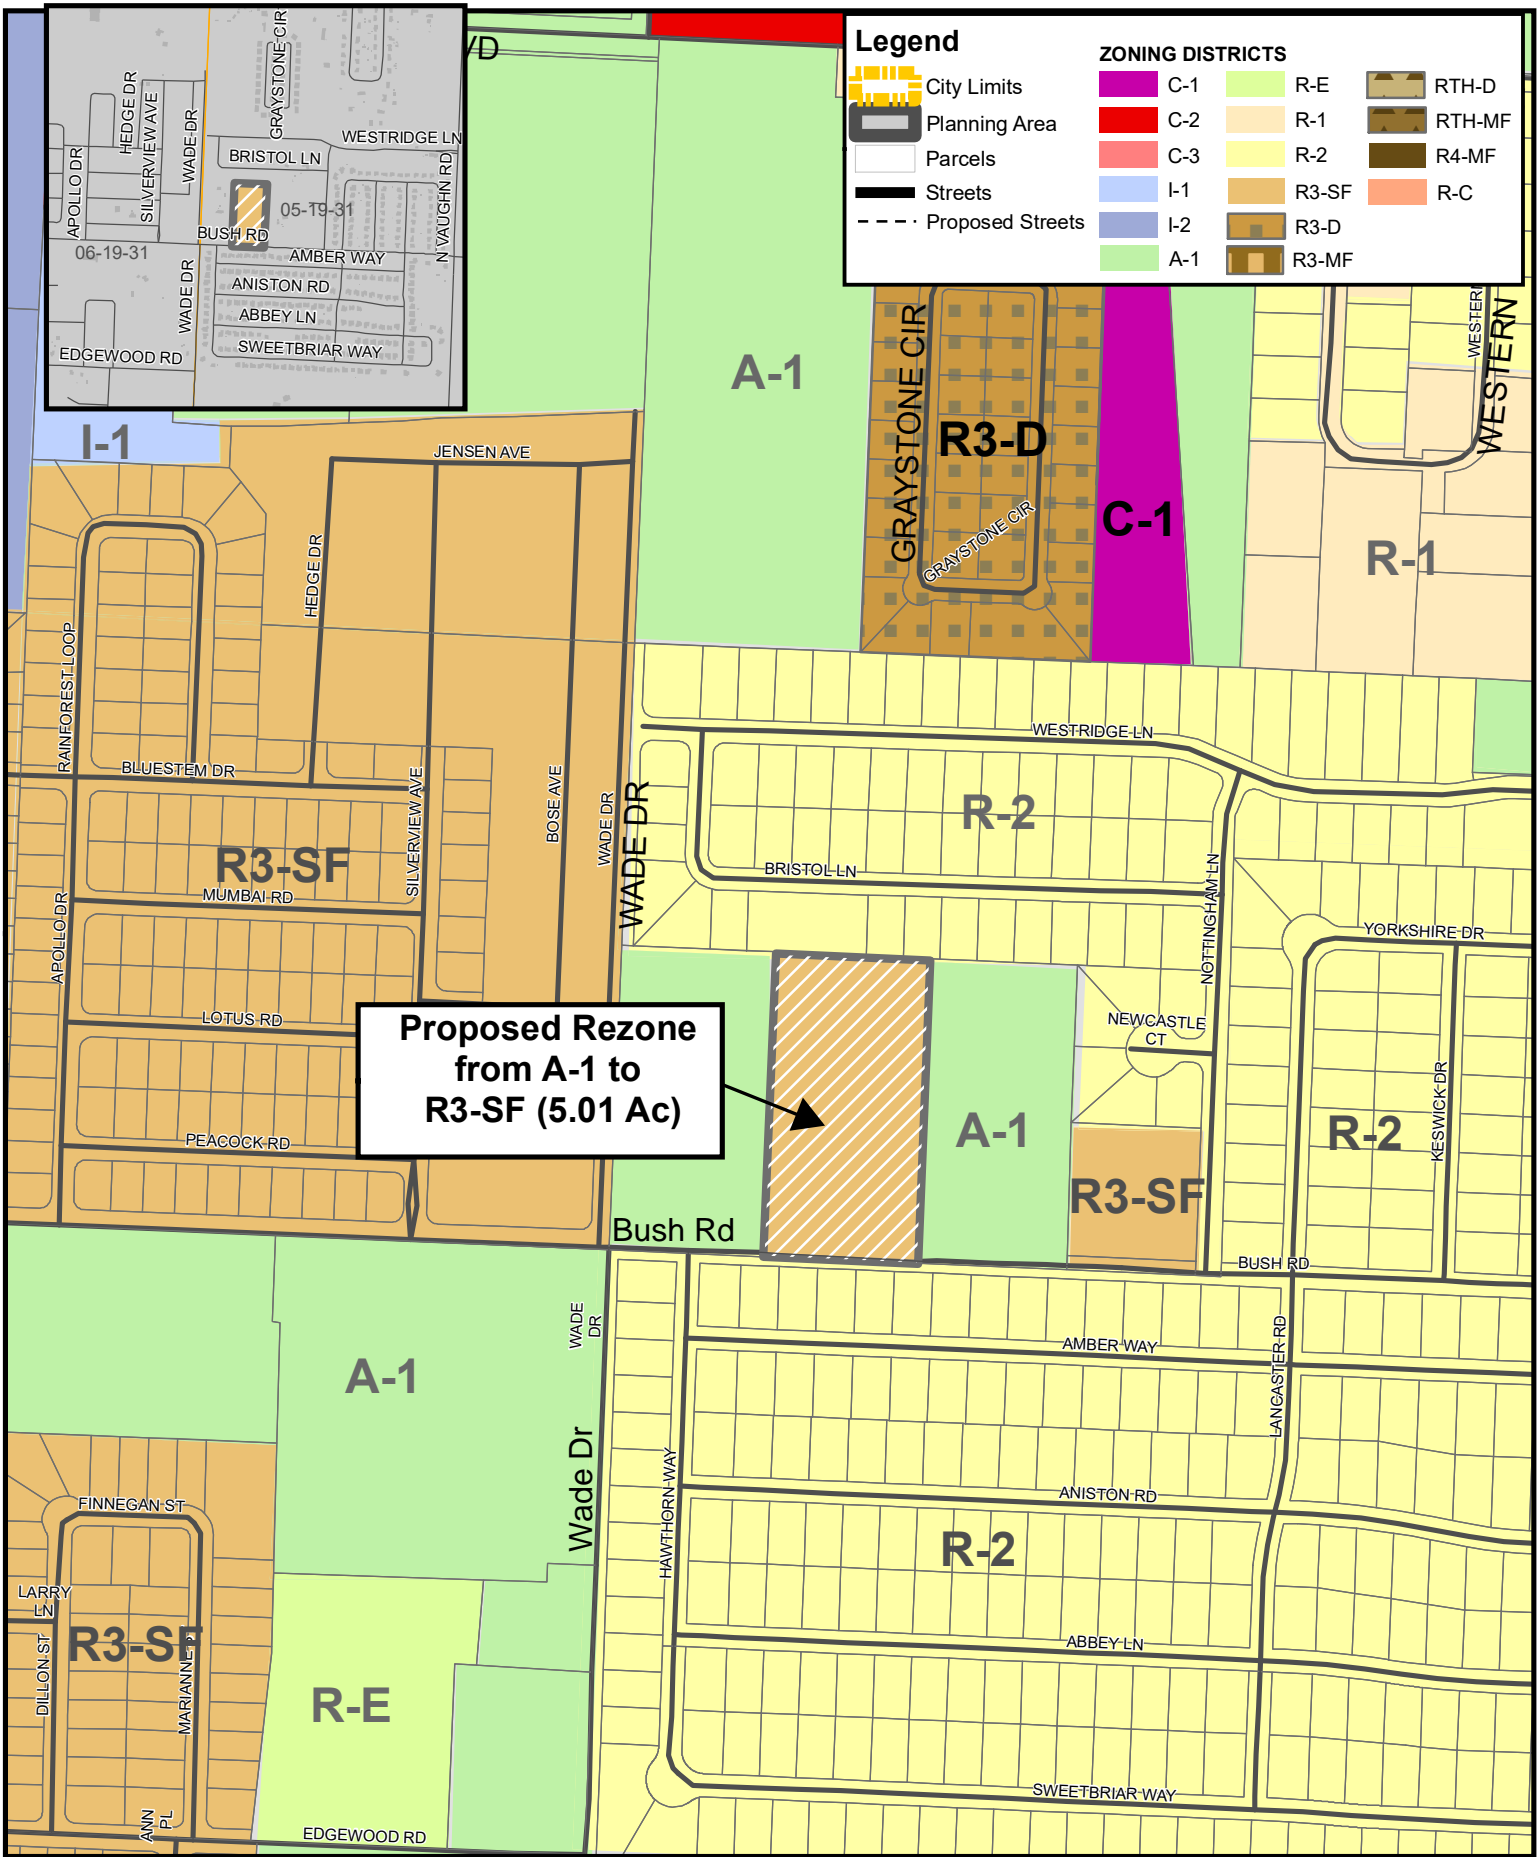 GRAYSTONE CIR
HEDGE DR
SILVERVIEW AVE
WADE DR
WESTRIDGE LN
BRISTOL LN
APOLLO DR
05-19-31
N VAUGHN RD
BUSH RD
06-19-31
AMBER WAY
WADE DR
ANISTON RD
ABBEY LN
SWEETBRIAR WAY
EDGEWOOD RD
Legend
City Limits
Planning Area
Parcels
Streets
Proposed Streets
ZONING DISTRICTS
C-1
C-2
C-3
I-1
I-2
A-1
R-E
R-1
R-2
R3-SF
R3-D
R3-MF
RTH-D
RTH-MF
R4-MF
R-C
A-1
GRAYSTONE CIR
R3-D
GRAYSTONE CIR
C-1
WESTERN
R-1
I-1
JENSEN AVE
HEDGE DR
RAINFOREST LOOP
BLUESTEM DR
SILVERVIEW AVE
BOSE AVE
WADE DR
WADE DR
WESTRIDGE LN
R-2
BRISTOL LN
NOTTINGHAM LN
R3-SF
MUMBAI RD
APOLLO DR
YORKSHIRE DR
LOTUS RD
Proposed Rezone
from A-1 to
R3-SF (5.01 Ac)
NEWCASTLE
CT
A-1
R-2
KESWICK DR
PEACOCK RD
R3-SF
Bush Rd
BUSH RD
WADE
DR
AMBER WAY
LANCASTER RD
A-1
Wade Dr
HAWTHORN WAY
ANISTON RD
R-2
FINNEGAN ST
LARRY
LN
R3-SF
DILLON ST
ABBEY LN
R-E
SWEETBRIAR WAY
ANN
PL
EDGEWOOD RD